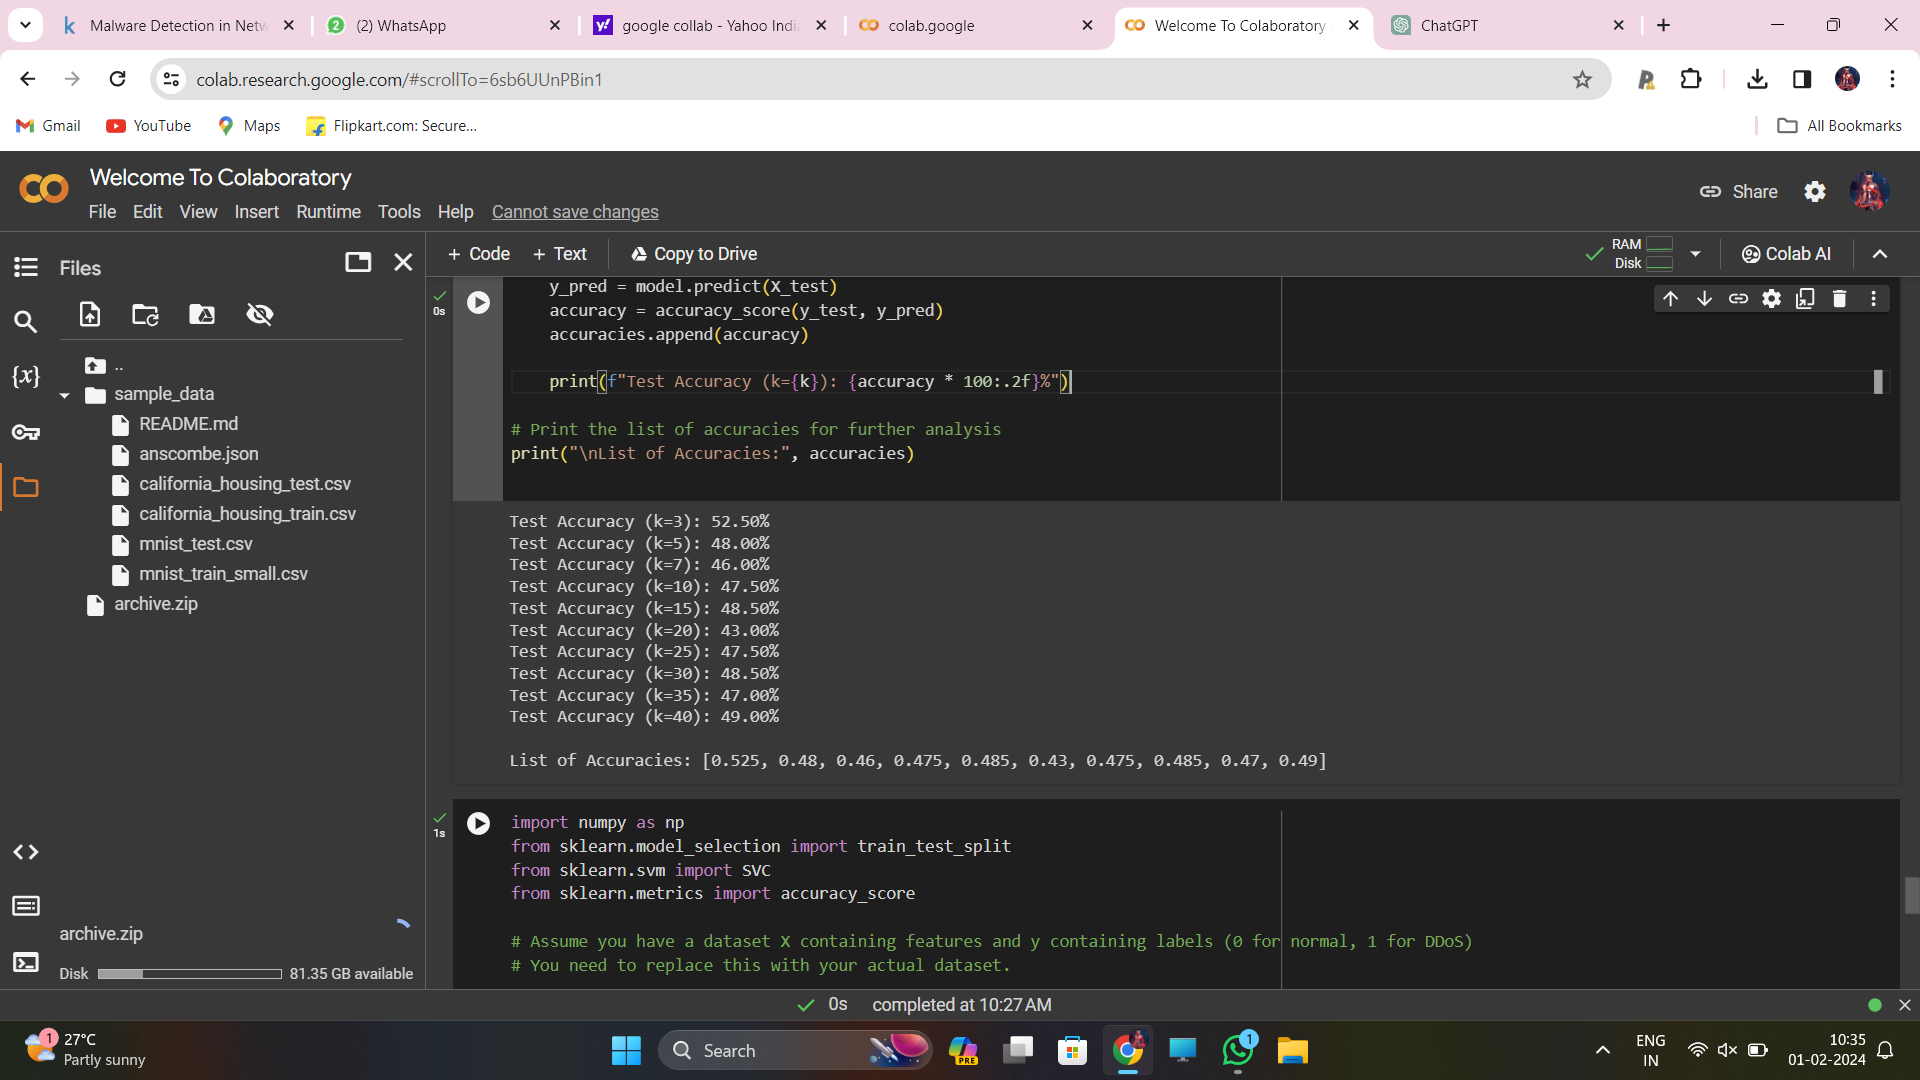 Malware Detection in Netw
(2) WhatsApp
google collab - Yahoo Indi
colab.google
Welcome To Colaboratory
ChatGPT
colab.research.google.com/#scrollTo=6sb6UUnPBin1
Gmail
YouTube
Maps
Flipkart.com: Secure...
All Bookmarks
Welcome To Colaboratory
File Edit View Insert Runtime Tools Help Cannot save changes
Share
Files
+ Code + Text Copy to Drive
RAM
Disk
Colab AI
..
sample_data
README.md
anscombe.json
california_housing_test.csv
california_housing_train.csv
mnist_test.csv
mnist_train_small.csv
archive.zip
archive.zip
Disk 81.35 GB available
0s
y_pred = model.predict(X_test)
accuracy = accuracy_score(y_test, y_pred)
accuracies.append(accuracy)
print(f"Test Accuracy (k={k}): {accuracy * 100:.2f}%")
# Print the list of accuracies for further analysis
print("\nList of Accuracies:", accuracies)
Test Accuracy (k=3): 52.50%
Test Accuracy (k=5): 48.00%
Test Accuracy (k=7): 46.00%
Test Accuracy (k=10): 47.50%
Test Accuracy (k=15): 48.50%
Test Accuracy (k=20): 43.00%
Test Accuracy (k=25): 47.50%
Test Accuracy (k=30): 48.50%
Test Accuracy (k=35): 47.00%
Test Accuracy (k=40): 49.00%
List of Accuracies: [0.525, 0.48, 0.46, 0.475, 0.485, 0.43, 0.475, 0.485, 0.47, 0.49]
1s
import numpy as np
from sklearn.model_selection import train_test_split
from sklearn.svm import SVC
from sklearn.metrics import accuracy_score
# Assume you have a dataset X containing features and y containing labels (0 for normal, 1 for DDoS)
# You need to replace this with your actual dataset.
0s completed at 10:27 AM
1
27°C
Partly sunny
Search
PRE
1
ENG
IN
10:35
01-02-2024